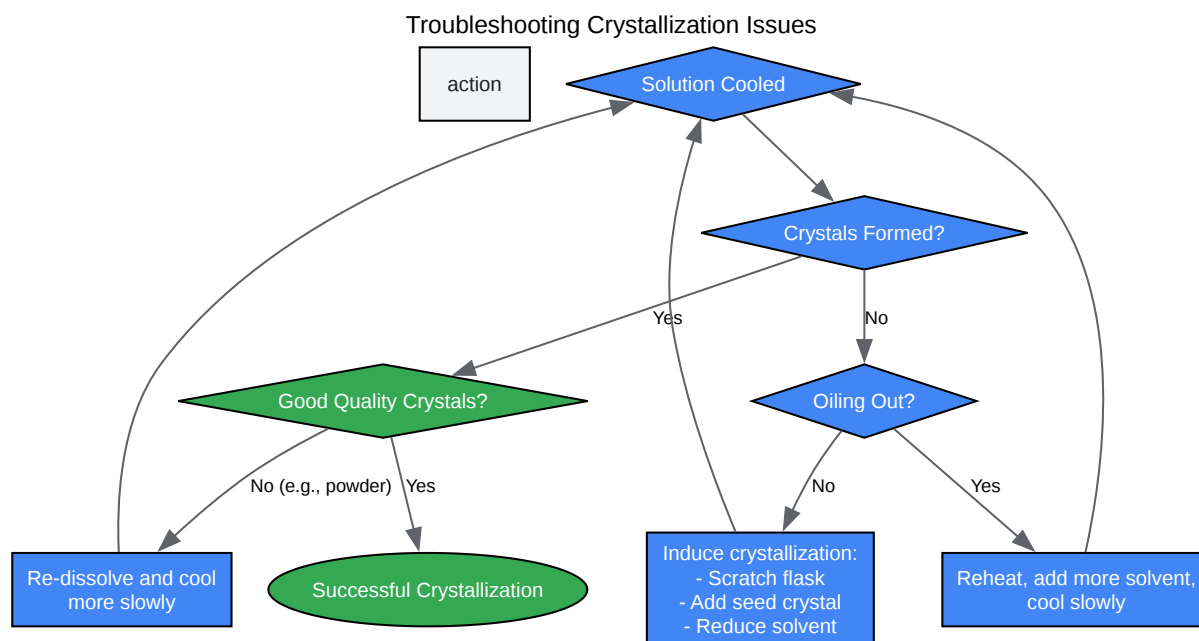 Troubleshooting Crystallization Issues
action
Solution Cooled
Crystals Formed?
Yes
No
Good Quality Crystals?
Oiling Out?
No (e.g., powder)
Yes
No
Yes
Re-dissolve and cool
more slowly
Successful Crystallization
Induce crystallization:
- Scratch flask
- Add seed crystal
- Reduce solvent
Reheat, add more solvent,
cool slowly